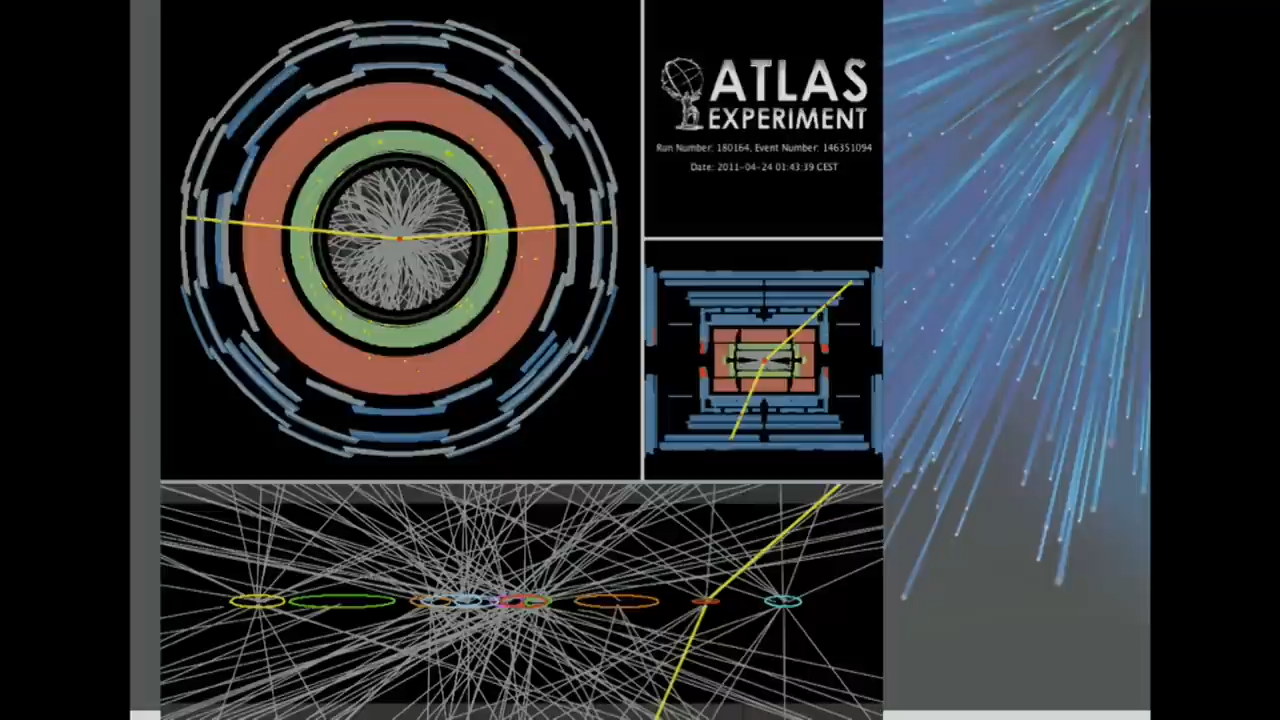 ATLAS
EXPERIMENT
Run Number: 180164, Event Number: 146351094
Date: 2011-04-24 01:43:39 CEST